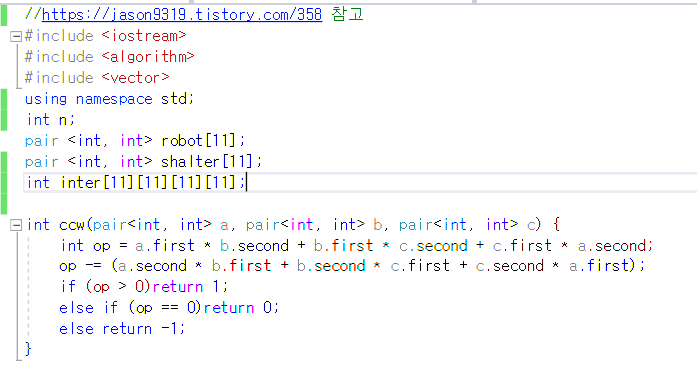 //https://jason9319.tistory.com/358 참고
#include <iostream>
#include <algorithm>
#include <vector>
using namespace std;
int n;
pair <int, int> robot[11];
pair <int, int> shalter[11];
int inter[11][11][11][11];
int ccw(pair<int, int> a, pair<int, int> b, pair<int, int> c) {
int op = a.first * b.second + b.first * c.second + c.first * a.second;
op -= (a.second * b.first + b.second * c.first + c.second * a.first);
if (op > 0)return 1;
else if (op == 0)return 0;
else return -1;
}